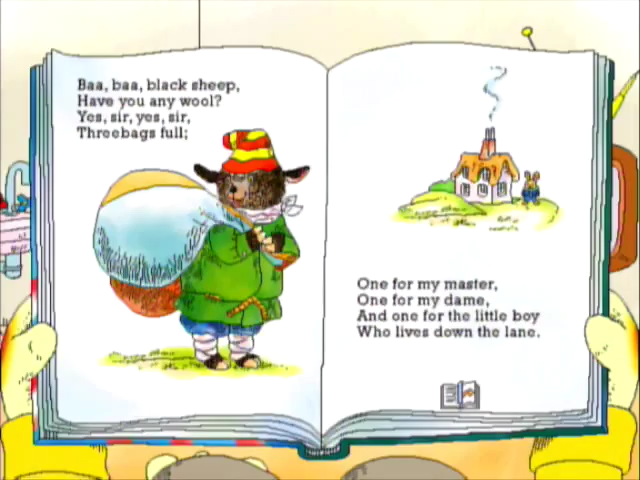 Baa, baa, black sheep,
Have you any wool?
Yes, sir, yes, sir,
Threebags full;
One for my master,
One for my dame,
And one for the little boy
Who lives down the lane.